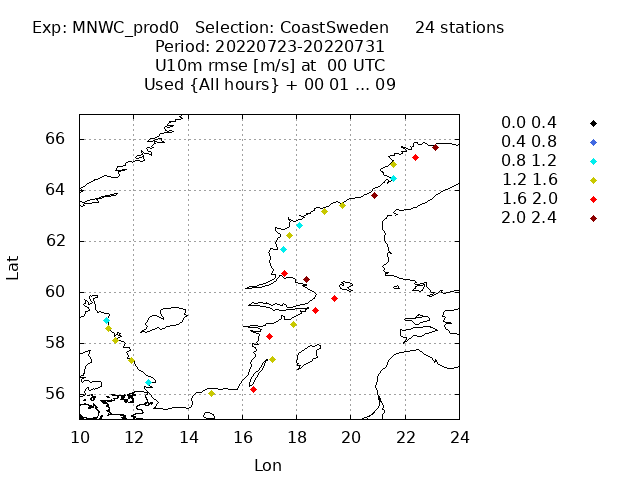 Exp: MNWC_prod0 Selection: CoastSweden 24 stations
Period: 20220723-20220731
U10m rmse [m/s] at 00 UTC
Used {All hours} + 00 01 ... 09
66
64
62
60
58
56
Lat
10 12 14 16 18 20 22 24
Lon
0.0 0.4
0.4 0.8
0.8 1.2
1.2 1.6
1.6 2.0
2.0 2.4